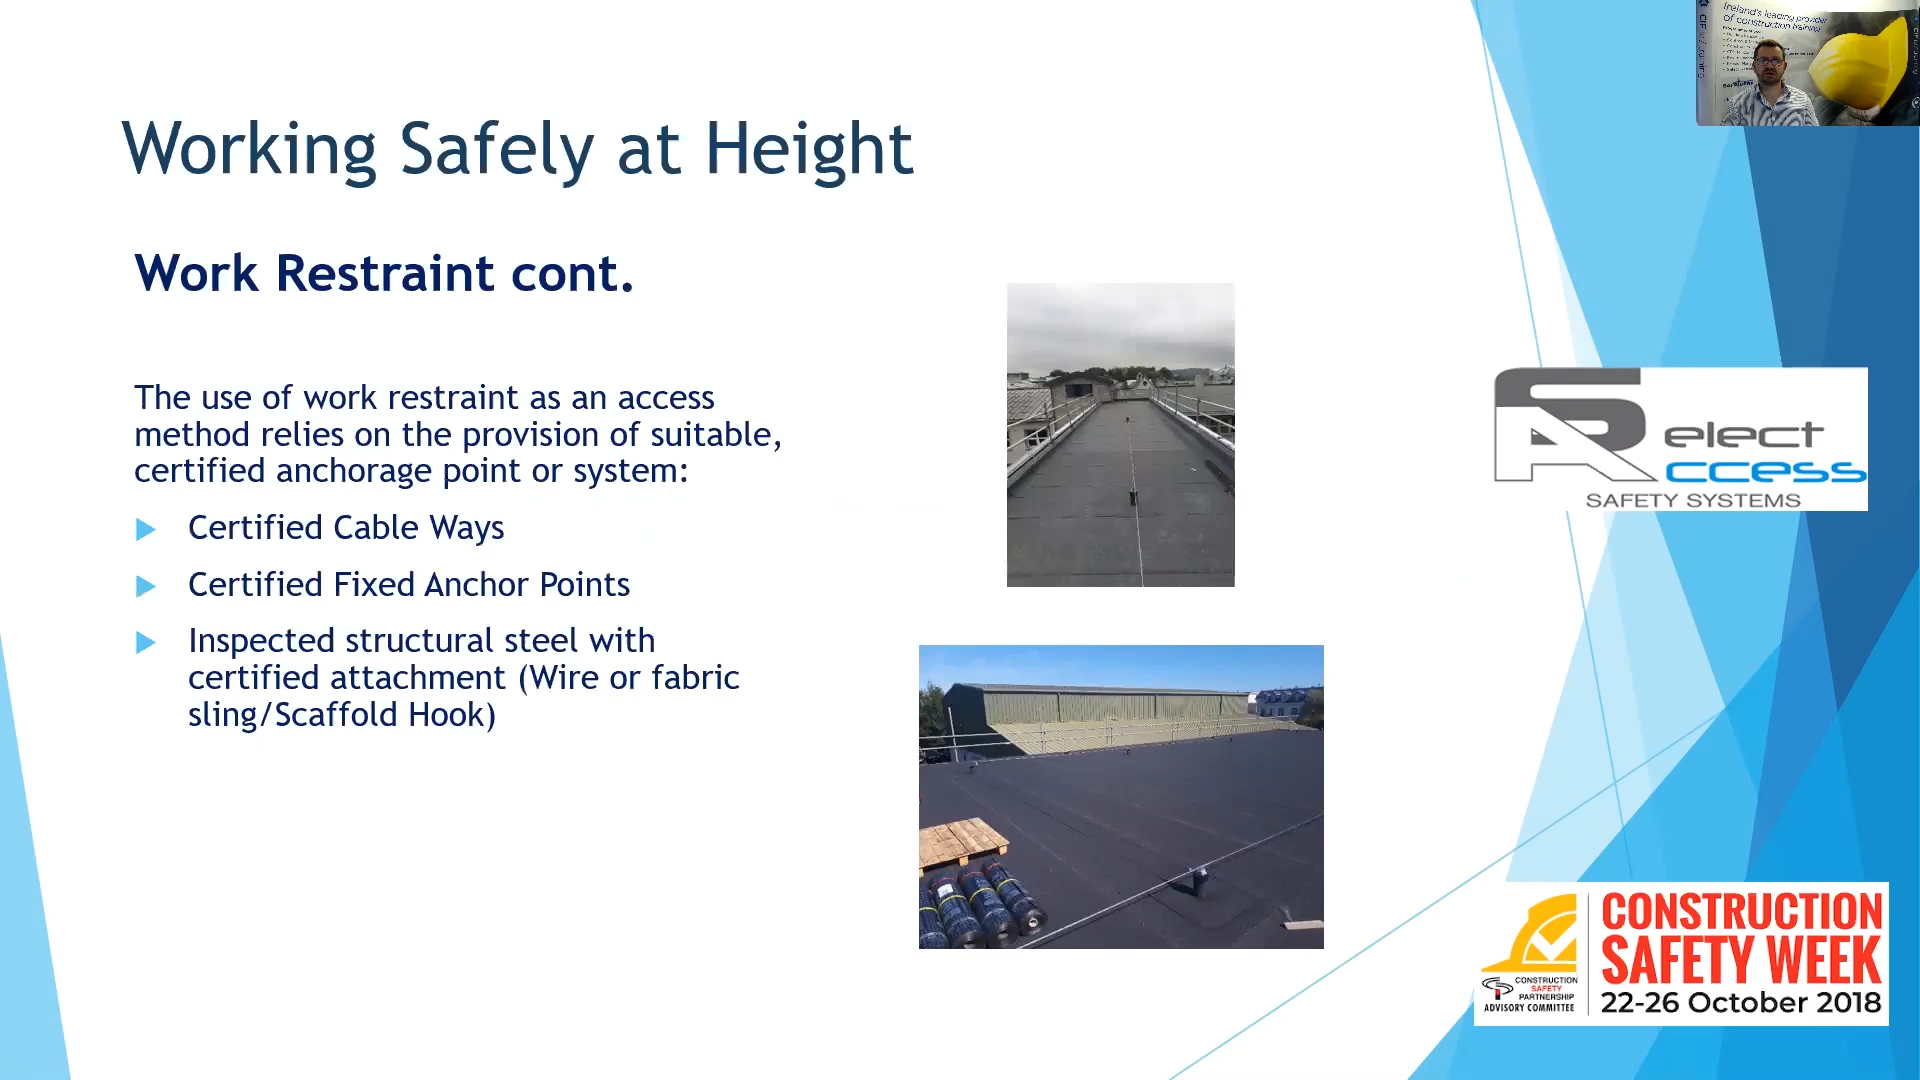 Ireland's leading provider
of construction training
Working Safely at Height
Work Restraint cont.
The use of work restraint as an access
method relies on the provision of suitable,
certified anchorage point or system:
Certified Cable Ways
Certified Fixed Anchor Points
Inspected structural steel with
certified attachment (Wire or fabric
sling/Scaffold Hook)
Select
Access
SAFETY SYSTEMS
CONSTRUCTION
SAFETY WEEK
22-26 October 2018
CONSTRUCTION
SAFETY
PARTNERSHIP
ADVISORY COMMITTEE